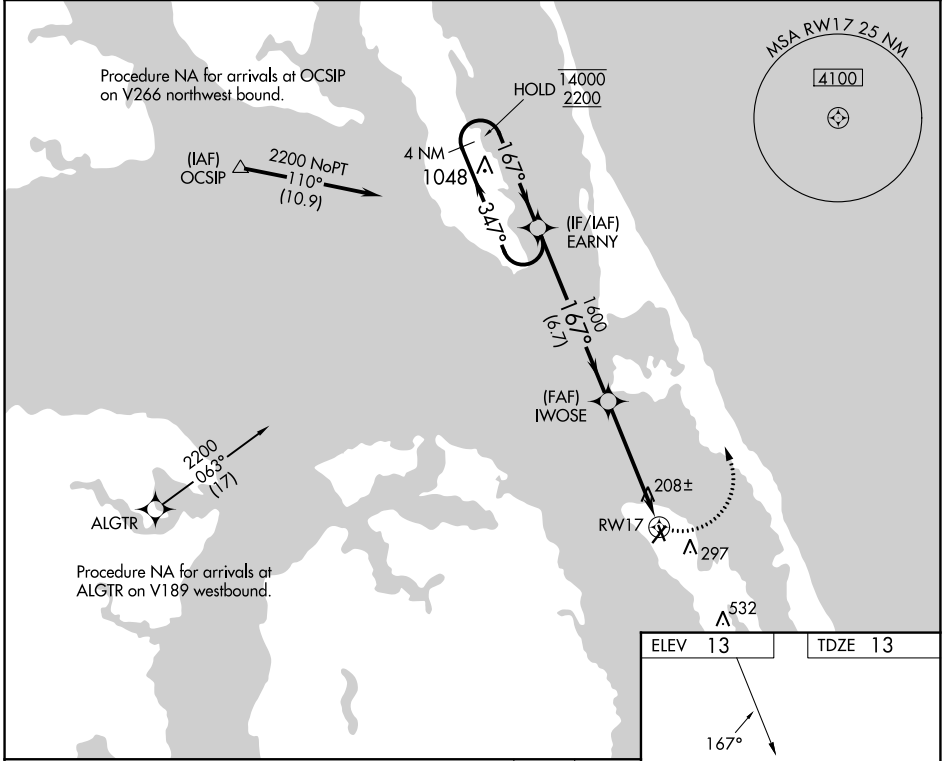 Procedure NA for arrivals at OCSIP
on V266 northwest bound.
MSA RW17 25 NM
4100
HOLD
14000
2200
4 NM
1048
167°
347°
(IAF)
OCSIP
2200 NoPT
110°
(10.9)
(IF/IAF)
EARNY
1600
167°
(6.7)
(FAF)
IWOSE
2200
063°
(17)
ALGTR
208±
RW17
297
Procedure NA for arrivals at
ALGTR on V189 westbound.
532
ELEV 13
TDZE 13
167°